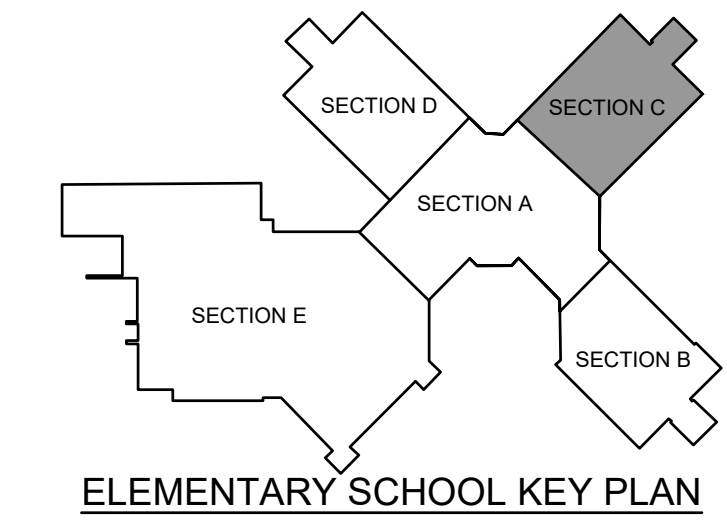 SECTION D
SECTION C
SECTION A
SECTION E
SECTION B
ELEMENTARY SCHOOL KEY PLAN